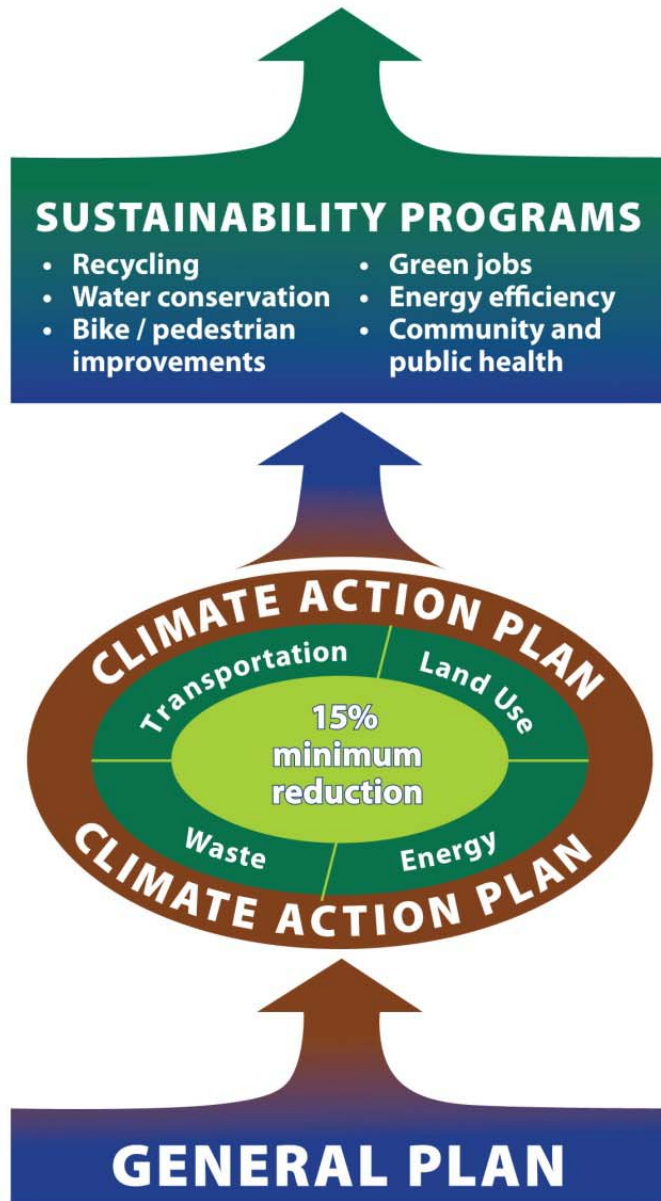 SUSTAINABILITY PROGRAMS
• Recycling
• Water conservation
• Bike / pedestrian
improvements
• Green jobs
• Energy efficiency
• Community and
public health
CLIMATE ACTION PLAN
Transportation
Land Use
15%
minimum
reduction
Waste
Energy
CLIMATE ACTION PLAN
GENERAL PLAN